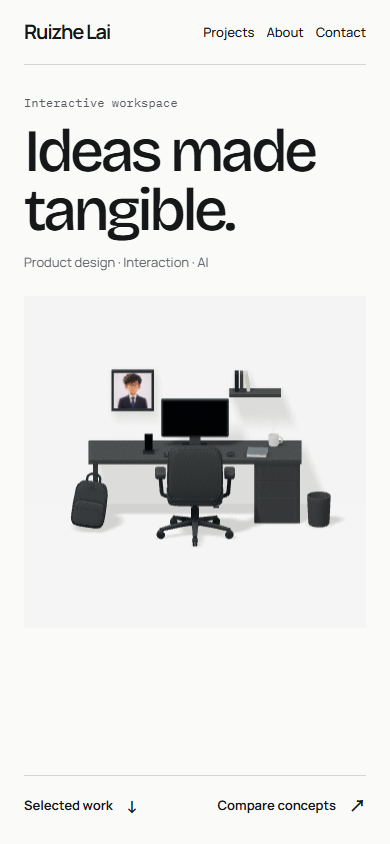 Ruizhe Lai
Projects About Contact
Interactive workspace
Ideas made
tangible.
Product design · Interaction · AI
Selected work ↓
Compare concepts ↗